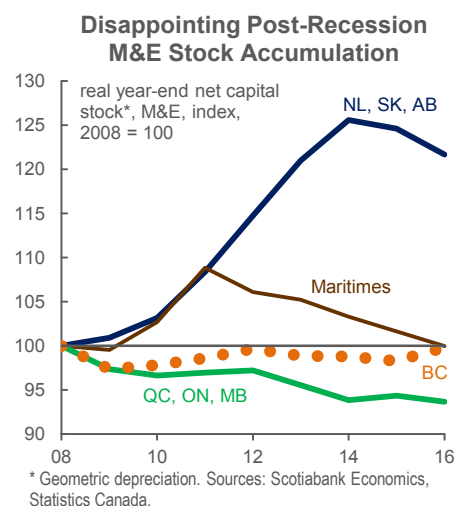 Disappointing Post-Recession
M&E Stock Accumulation
130
real year-end net capital
stock*, M&E, index,
2008 = 100
NL, SK, AB
125
120
115
110
Maritimes
105
100
BC
95
QC, ON, MB
90
08 10 12 14 16
* Geometric depreciation. Sources: Scotiabank Economics,
Statistics Canada.